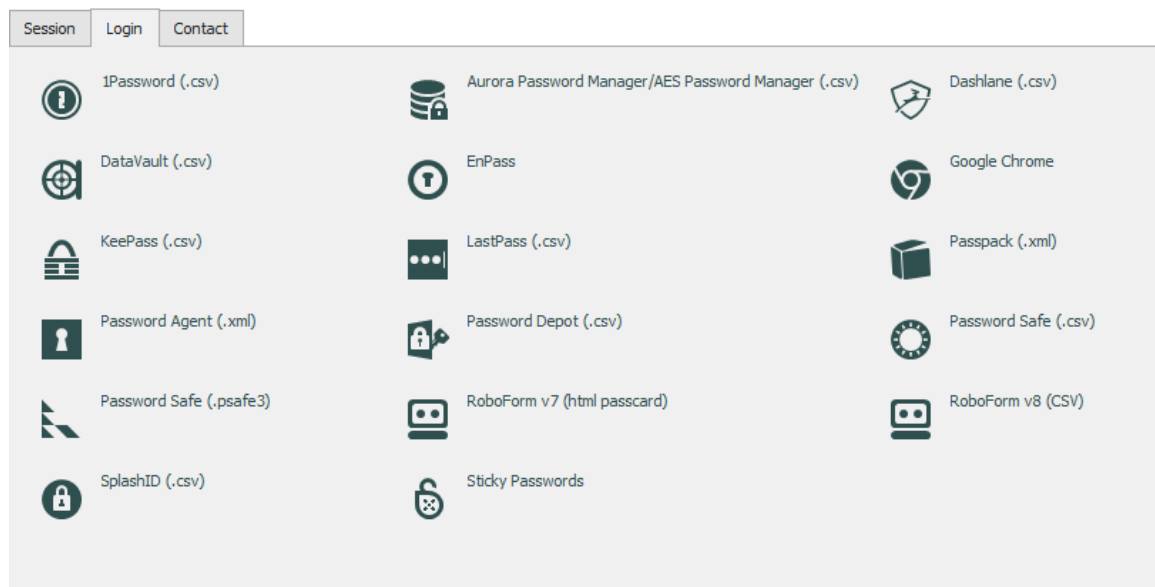 Session Login Contact
1Password (.csv) Aurora Password Manager/AES Password Manager (.csv) Dashlane (.csv)
DataVault (.csv) EnPass Google Chrome
KeePass (.csv) LastPass (.csv) Passpack (.xml)
Password Agent (.xml) Password Depot (.csv) Password Safe (.csv)
Password Safe (.psafe3) RoboForm v7 (html passcard) RoboForm v8 (CSV)
SplashID (.csv) Sticky Passwords